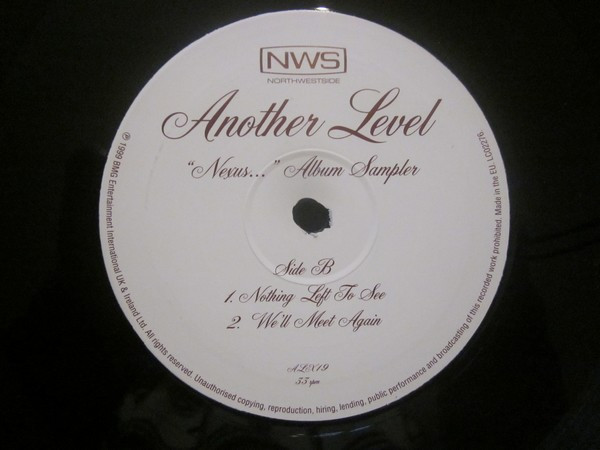 NWS
NORTHWESTSIDE
Another Level
"Nexus..." Album Sampler
Side B
1. Nothing Left To See
2. We'll Meet Again
ALX19
33 rpm
℗ 1999 BMG Entertainment International UK & Ireland Ltd. All rights reserved. Unauthorised copying, reproduction, hiring, lending, public performance and broadcasting of this recorded work prohibited. Made in the EU. LC02276.